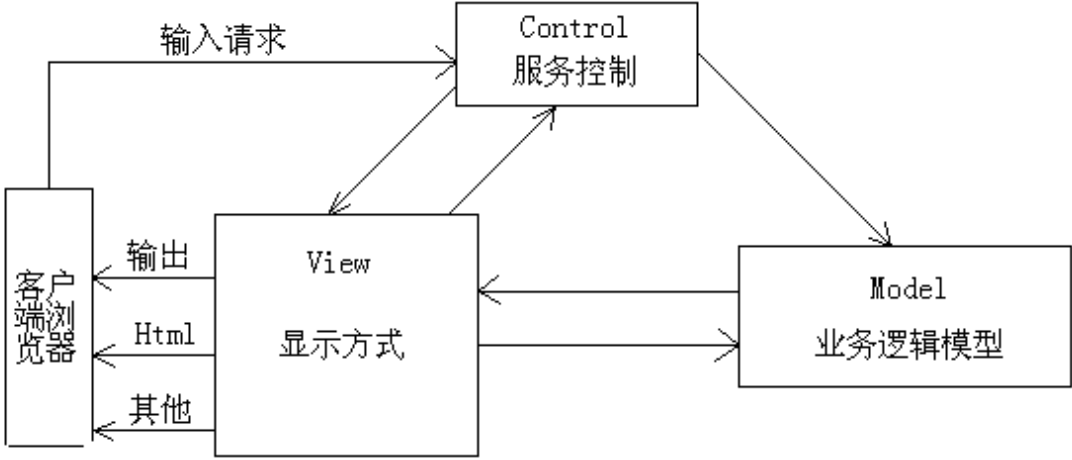 输入请求
Control
服务控制
客户
端浏
览器
输出
Html
其他
View
显示方式
Model
业务逻辑模型